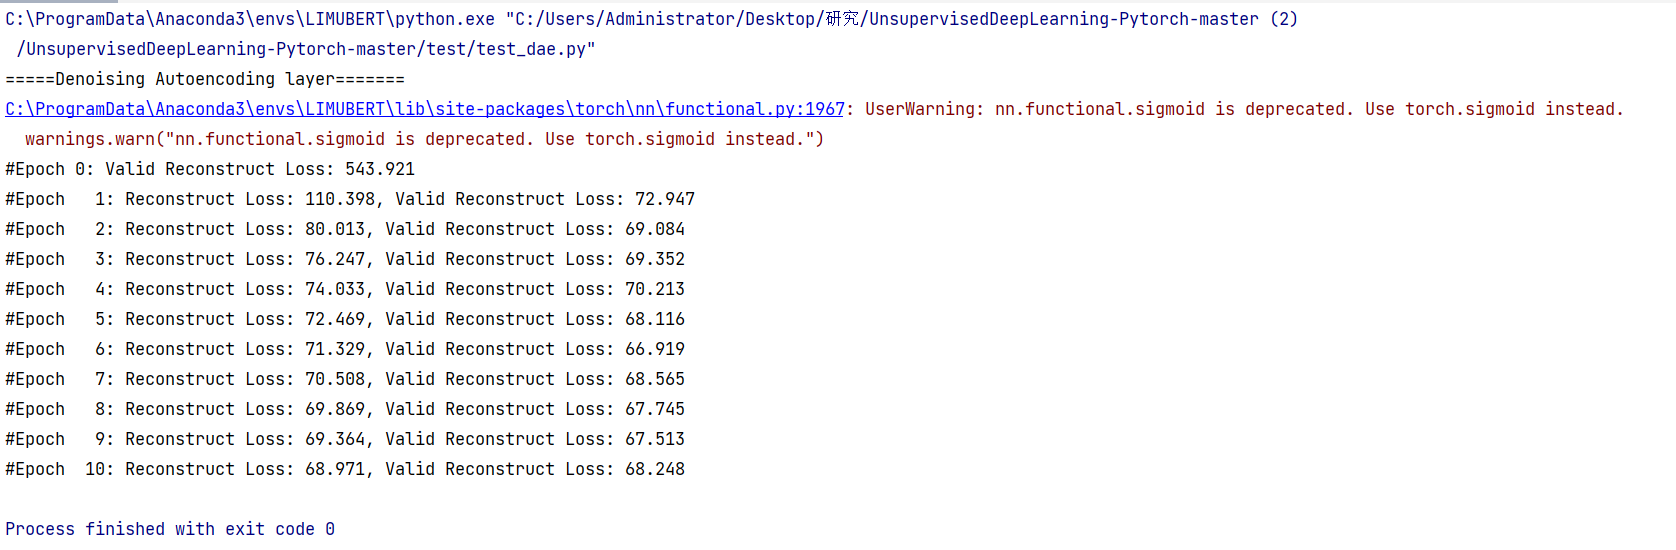 C:\ProgramData\Anaconda3\envs\LIMUBERT\python.exe "C:/Users/Administrator/Desktop/研究/UnsupervisedDeepLearning-Pytorch-master (2)
/UnsupervisedDeepLearning-Pytorch-master/test/test_dae.py"
=====Denoising Autoencoding layer=======
C:\ProgramData\Anaconda3\envs\LIMUBERT\lib\site-packages\torch\nn\functional.py:1967: UserWarning: nn.functional.sigmoid is deprecated. Use torch.sigmoid instead.
warnings.warn("nn.functional.sigmoid is deprecated. Use torch.sigmoid instead.")
#Epoch 0: Valid Reconstruct Loss: 543.921
#Epoch   1: Reconstruct Loss: 110.398, Valid Reconstruct Loss: 72.947
#Epoch   2: Reconstruct Loss: 80.013, Valid Reconstruct Loss: 69.084
#Epoch   3: Reconstruct Loss: 76.247, Valid Reconstruct Loss: 69.352
#Epoch   4: Reconstruct Loss: 74.033, Valid Reconstruct Loss: 70.213
#Epoch   5: Reconstruct Loss: 72.469, Valid Reconstruct Loss: 68.116
#Epoch   6: Reconstruct Loss: 71.329, Valid Reconstruct Loss: 66.919
#Epoch   7: Reconstruct Loss: 70.508, Valid Reconstruct Loss: 68.565
#Epoch   8: Reconstruct Loss: 69.869, Valid Reconstruct Loss: 67.745
#Epoch   9: Reconstruct Loss: 69.364, Valid Reconstruct Loss: 67.513
#Epoch  10: Reconstruct Loss: 68.971, Valid Reconstruct Loss: 68.248
Process finished with exit code 0